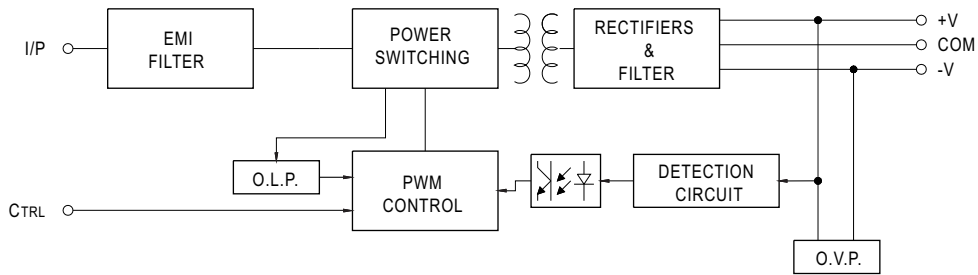 I/P
EMI
FILTER
POWER
SWITCHING
RECTIFIERS
&
FILTER
+V
COM
-V
O.L.P.
PWM
CONTROL
DETECTION
CIRCUIT
CTRL
O.V.P.